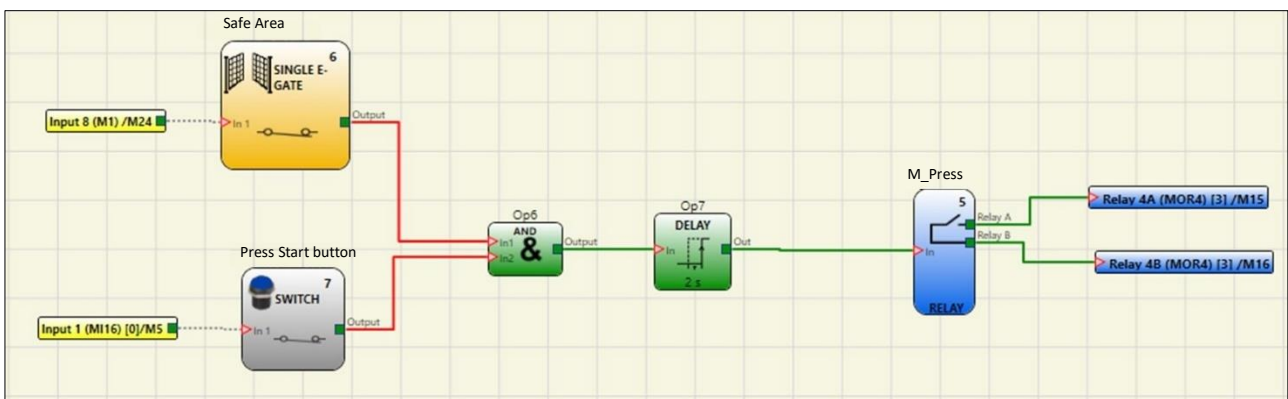 Safe Area
6
SINGLE E-
GATE
Input 8 (M1) /M24
In 1
Output
Press Start button
7
SWITCH
Input 1 (MI16) [0]/M5
In 1
Output
Op6
AND
&
In1
In2
Output
Op7
DELAY
In
Out
2 s
M_Press
5
Relay A
Relay B
In
RELAY
Relay 4A (MOR4) [3] /M15
Relay 4B (MOR4) [3] /M16